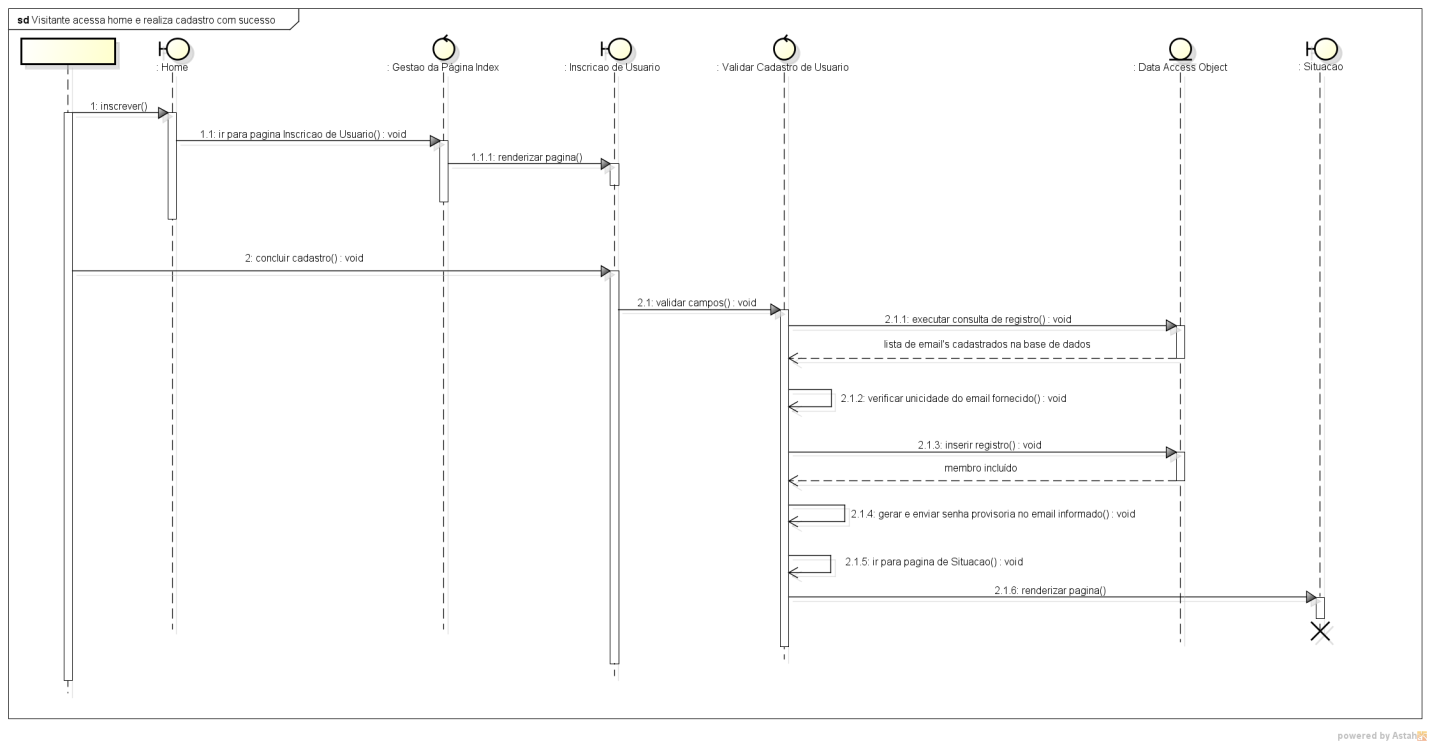 sd Visitante acessa home e realiza cadastro com sucesso
: Home
: Gestao da Página Index
: Inscricao de Usuario
: Validar Cadastro de Usuario
: Data Access Object
: Situacao
1: inscrever()
1.1: ir para pagina Inscricao de Usuario() : void
1.1.1: renderizar pagina()
2: concluir cadastro() : void
2.1: validar campos() : void
2.1.1: executar consulta de registro() : void
lista de email's cadastrados na base de dados
2.1.2: verificar unicidade do email fornecido() : void
2.1.3: inserir registro() : void
membro incluído
2.1.4: gerar e enviar senha provisoria no email informado() : void
2.1.5: ir para pagina de Situacao() : void
2.1.6: renderizar pagina()
powered by Astah